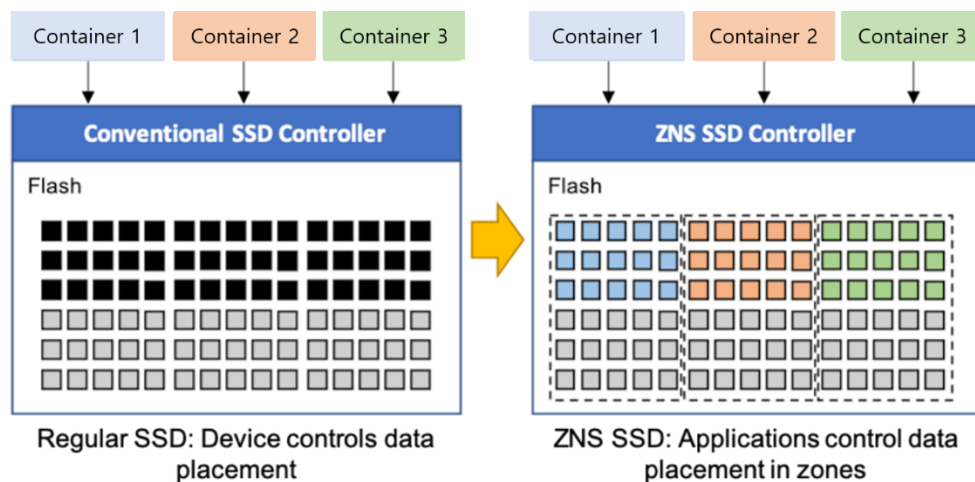 Container 1
Container 2
Container 3
Conventional SSD Controller
Flash
Regular SSD: Device controls data
placement
Container 1
Container 2
Container 3
ZNS SSD Controller
Flash
ZNS SSD: Applications control data
placement in zones